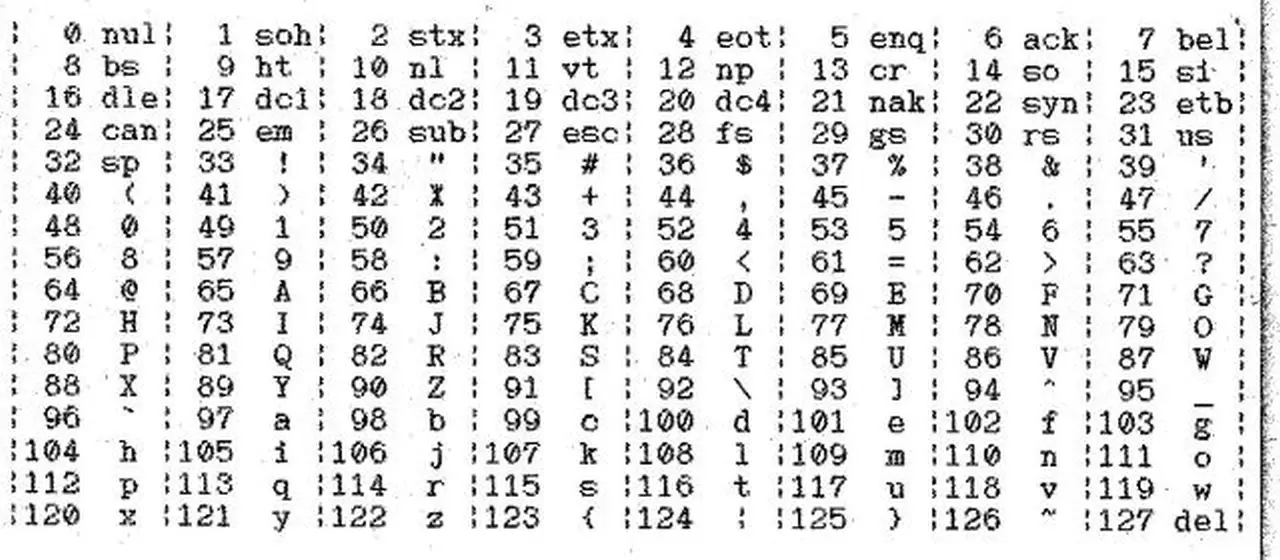 ¦  0 nul¦  1 soh¦  2 stx¦  3 etx¦  4 eot¦  5 enq¦  6 ack¦  7 bel¦
¦  8 bs ¦  9 ht ¦ 10 nl ¦ 11 vt ¦ 12 np ¦ 13 cr ¦ 14 so ¦ 15 si ¦
¦ 16 dle¦ 17 dc1¦ 18 dc2¦ 19 dc3¦ 20 dc4¦ 21 nak¦ 22 syn¦ 23 etb¦
¦ 24 can¦ 25 em ¦ 26 sub¦ 27 esc¦ 28 fs ¦ 29 gs ¦ 30 rs ¦ 31 us ¦
¦ 32 sp ¦ 33  ! ¦ 34  " ¦ 35  # ¦ 36  $ ¦ 37  % ¦ 38  & ¦ 39  ' ¦
¦ 40  ( ¦ 41  ) ¦ 42  * ¦ 43  + ¦ 44  , ¦ 45  - ¦ 46  . ¦ 47  / ¦
¦ 48  0 ¦ 49  1 ¦ 50  2 ¦ 51  3 ¦ 52  4 ¦ 53  5 ¦ 54  6 ¦ 55  7 ¦
¦ 56  8 ¦ 57  9 ¦ 58  : ¦ 59  ; ¦ 60  < ¦ 61  = ¦ 62  > ¦ 63  ? ¦
¦ 64  @ ¦ 65  A ¦ 66  B ¦ 67  C ¦ 68  D ¦ 69  E ¦ 70  F ¦ 71  G ¦
¦ 72  H ¦ 73  I ¦ 74  J ¦ 75  K ¦ 76  L ¦ 77  M ¦ 78  N ¦ 79  O ¦
¦ 80  P ¦ 81  Q ¦ 82  R ¦ 83  S ¦ 84  T ¦ 85  U ¦ 86  V ¦ 87  W ¦
¦ 88  X ¦ 89  Y ¦ 90  Z ¦ 91  [ ¦ 92  \ ¦ 93  ] ¦ 94  ^ ¦ 95  _ ¦
¦ 96  ` ¦ 97  a ¦ 98  b ¦ 99  c ¦100  d ¦101  e ¦102  f ¦103  g ¦
¦104  h ¦105  i ¦106  j ¦107  k ¦108  l ¦109  m ¦110  n ¦111  o ¦
¦112  p ¦113  q ¦114  r ¦115  s ¦116  t ¦117  u ¦118  v ¦119  w ¦
¦120  x ¦121  y ¦122  z ¦123  { ¦124  ¦ ¦125  } ¦126  ~ ¦127 del¦